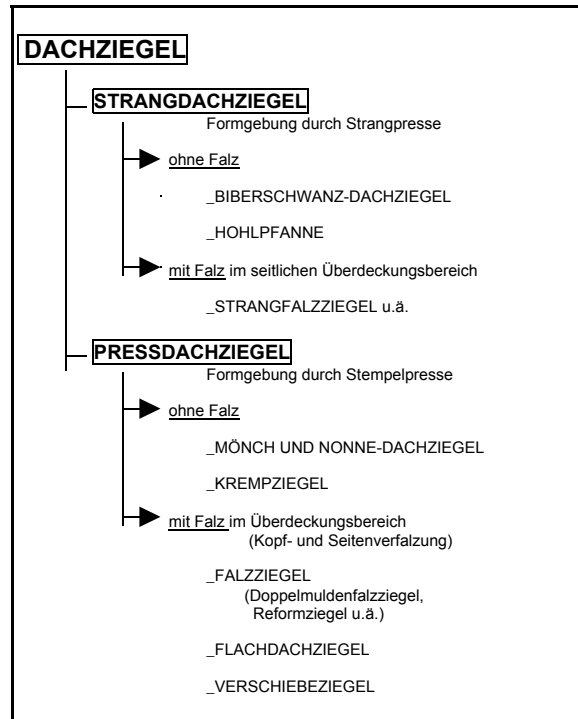 DACHZIEGEL
STRANGDACHZIEGEL
Formgebung durch Strangpresse
ohne Falz
_BIBERSCHWANZ-DACHZIEGEL
_HOHLPFANNE
mit Falz im seitlichen Überdeckungsbereich
_STRANGFALZZIEGEL u.ä.
PRESSDACHZIEGEL
Formgebung durch Stempelpresse
ohne Falz
_MÖNCH UND NONNE-DACHZIEGEL
_KREMPZIEGEL
mit Falz im Überdeckungsbereich
(Kopf- und Seitenverfalzung)
_FALZZIEGEL
(Doppelmuldenfalzziegel,
Reformziegel u.ä.)
_FLACHDACHZIEGEL
_VERSCHIEBEZIEGEL